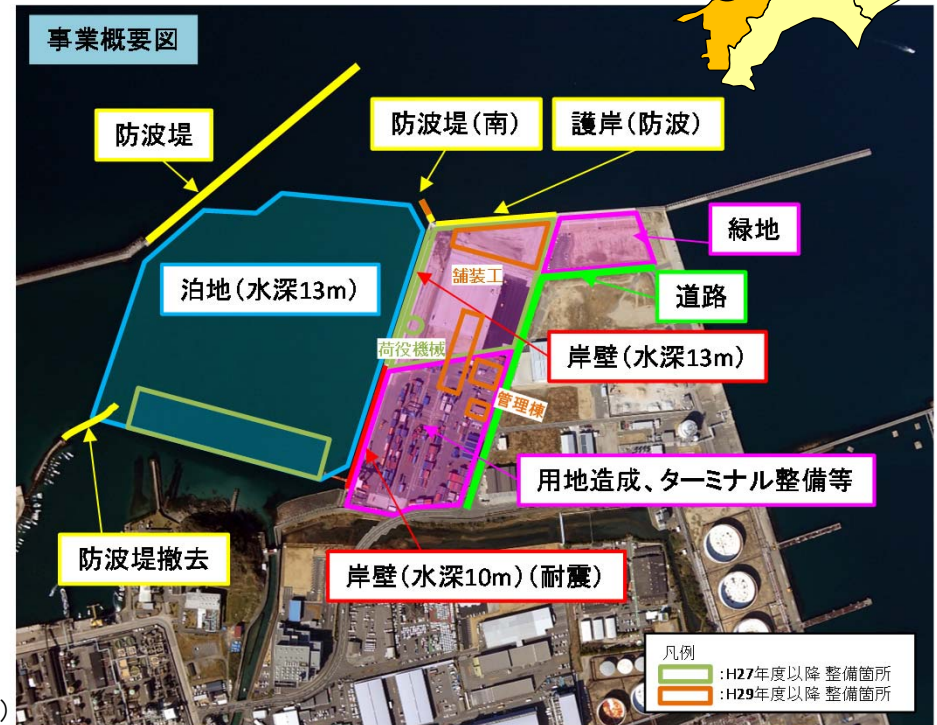 事業概要図
防波堤
防波堤(南)
護岸(防波)
緑地
泊地(水深13m)
舗装工
道路
荷役機械
岸壁(水深13m)
管理棟
用地造成、ターミナル整備等
防波堤撤去
岸壁(水深10m)(耐震)
凡例
:H27年度以降 整備箇所
:H29年度以降 整備箇所
)